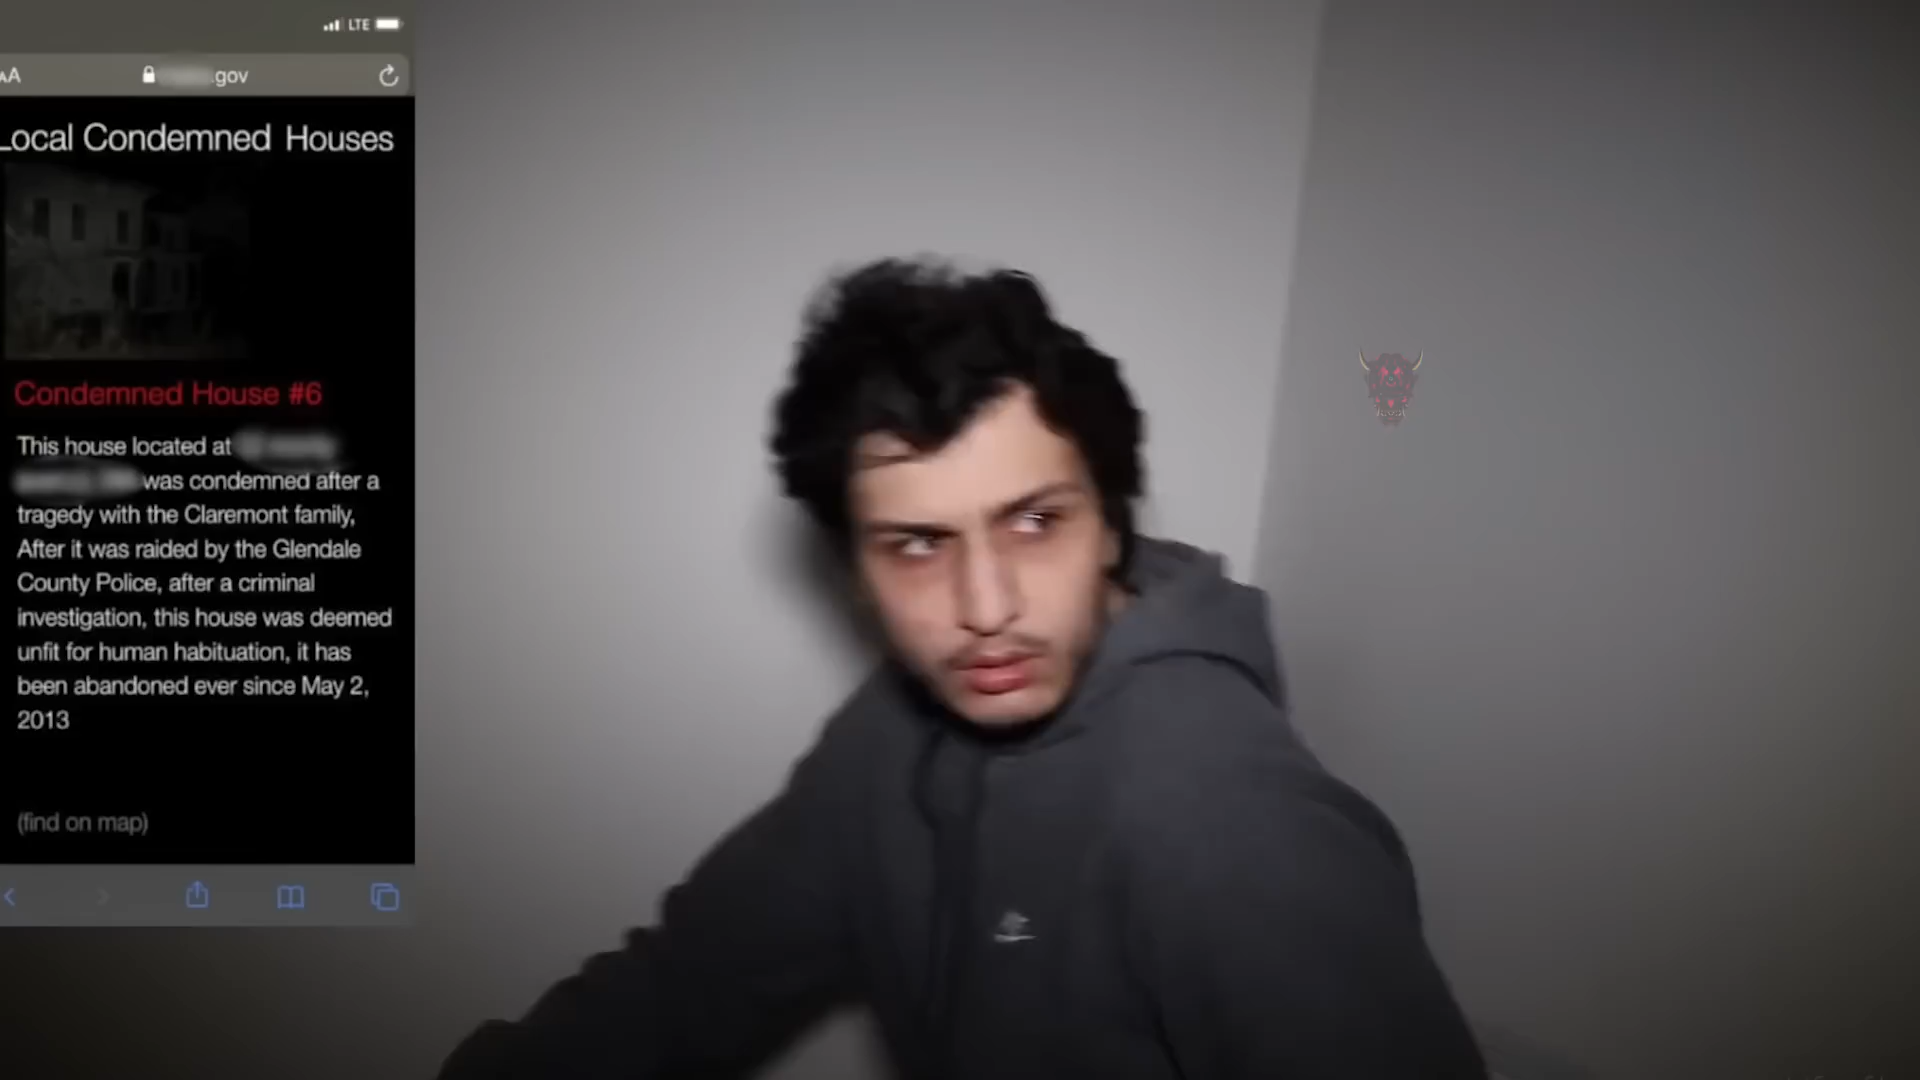 LTE
AA
.gov
Local Condemned Houses
Condemned House #6
This house located at
was condemned after a
tragedy with the Claremont family,
After it was raided by the Glendale
County Police, after a criminal
investigation, this house was deemed
unfit for human habituation, it has
been abandoned ever since May 2,
2013
(find on map)